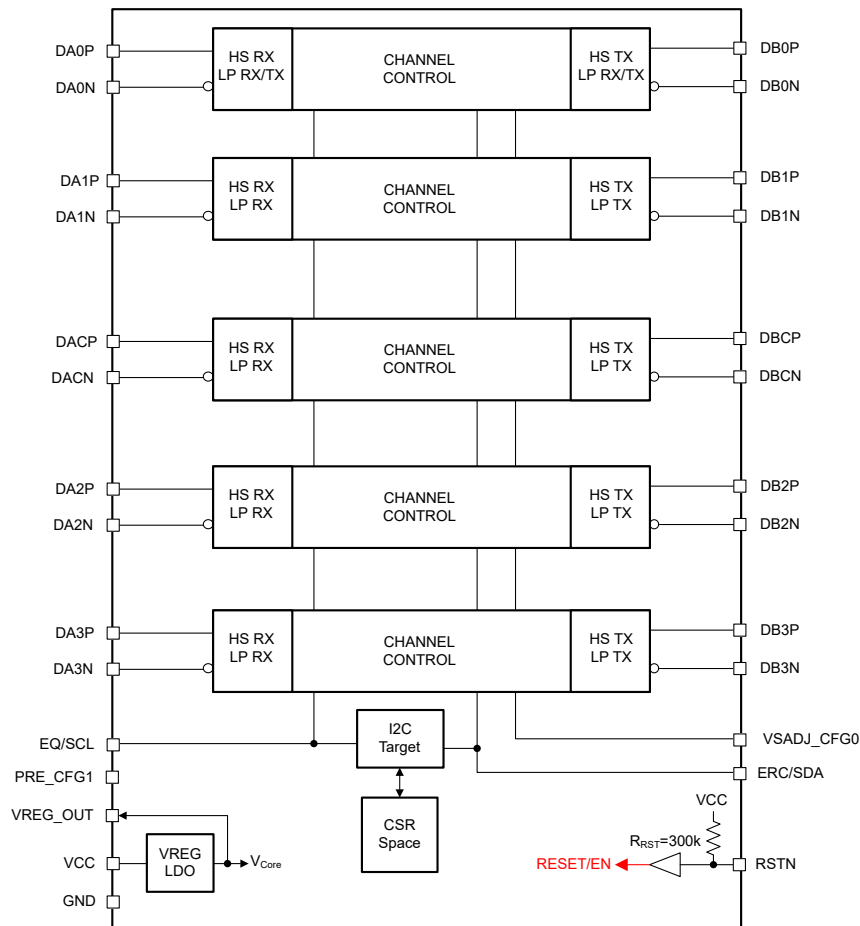 DA0P
HS RX
LP RX/TX
CHANNEL
CONTROL
HS TX
LP RX/TX
DB0P
DA0N
DB0N
DA1P
HS RX
LP RX
CHANNEL
CONTROL
HS TX
LP TX
DB1P
DA1N
DB1N
DACP
HS RX
LP RX
CHANNEL
CONTROL
HS TX
LP TX
DBCP
DACN
DBCN
DA2P
HS RX
LP RX
CHANNEL
CONTROL
HS TX
LP TX
DB2P
DA2N
DB2N
DA3P
HS RX
LP RX
CHANNEL
CONTROL
HS TX
LP TX
DB3P
DA3N
DB3N
EQ/SCL
I2C
Target
VSADJ_CFG0
PRE_CFG1
ERC/SDA
VREG_OUT
CSR
Space
VCC
RRST=300k
VCC
VREG
LDO
VCore
RESET/EN
RSTN
GND